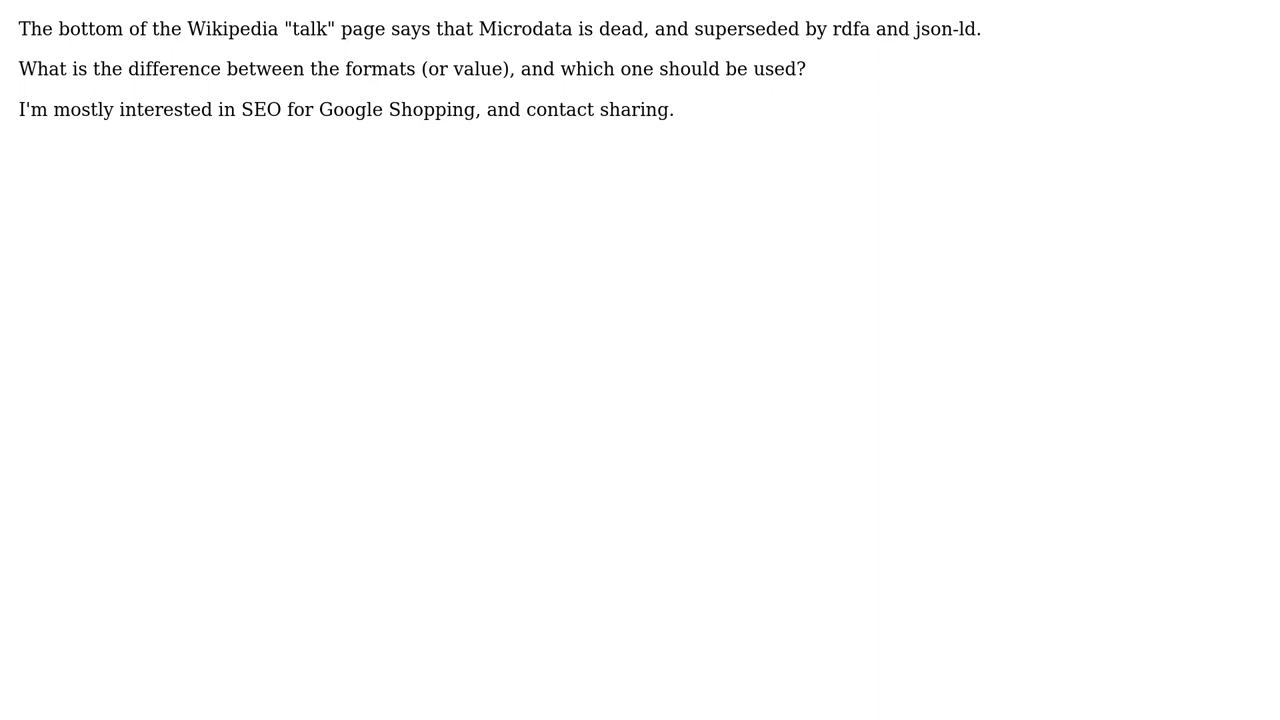 The bottom of the Wikipedia "talk" page says that Microdata is dead, and superseded by rdfa and json-ld.
What is the difference between the formats (or value), and which one should be used?
I'm mostly interested in SEO for Google Shopping, and contact sharing.